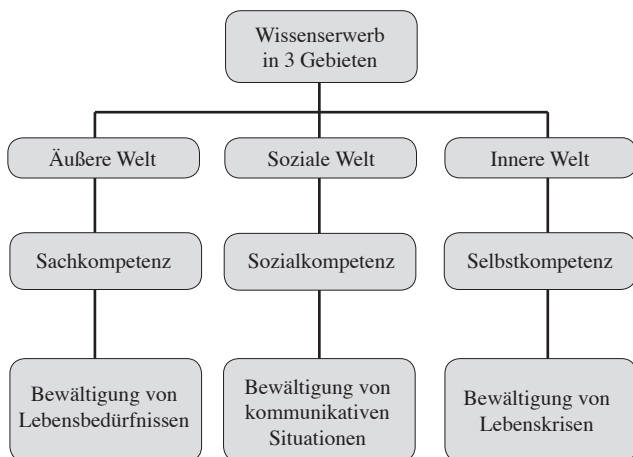 Wissenserwerb
in 3 Gebieten
Äußere Welt
Soziale Welt
Innere Welt
Sachkompetenz
Sozialkompetenz
Selbstkompetenz
Bewältigung von
Lebensbedürfnissen
Bewältigung von
kommunikativen
Situationen
Bewältigung von
Lebenskrisen